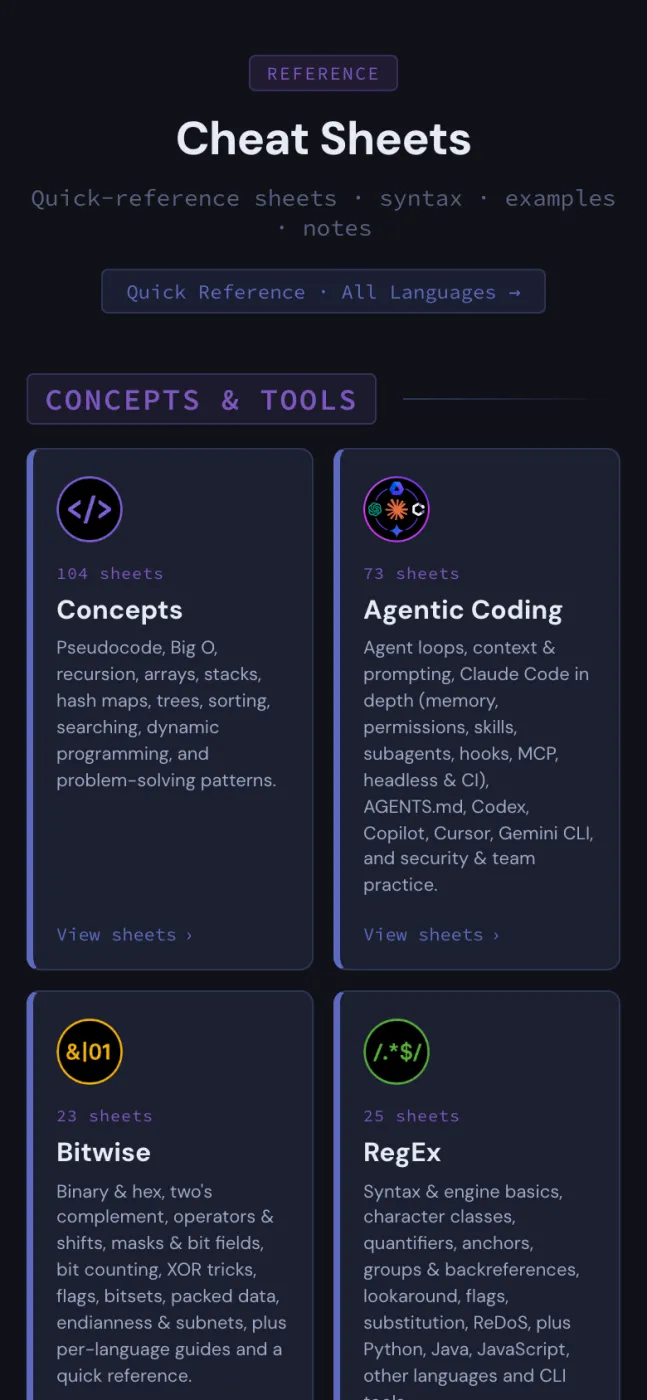 REFERENCE
Cheat Sheets
Quick-reference sheets · syntax · examples
· notes
Quick Reference · All Languages →
CONCEPTS & TOOLS
</>
104 sheets
Concepts
Pseudocode, Big O,
recursion, arrays, stacks,
hash maps, trees, sorting,
searching, dynamic
programming, and
problem-solving patterns.
View sheets ›
73 sheets
Agentic Coding
Agent loops, context &
prompting, Claude Code in
depth (memory,
permissions, skills,
subagents, hooks, MCP,
headless & CI),
AGENTS.md, Codex,
Copilot, Cursor, Gemini CLI,
and security & team
practice.
View sheets ›
&|01
23 sheets
Bitwise
Binary & hex, two's
complement, operators &
shifts, masks & bit fields,
bit counting, XOR tricks,
flags, bitsets, packed data,
endianness & subnets, plus
per-language guides and a
quick reference.
/.*$/
25 sheets
RegEx
Syntax & engine basics,
character classes,
quantifiers, anchors,
groups & backreferences,
lookaround, flags,
substitution, ReDoS, plus
Python, Java, JavaScript,
other languages and CLI